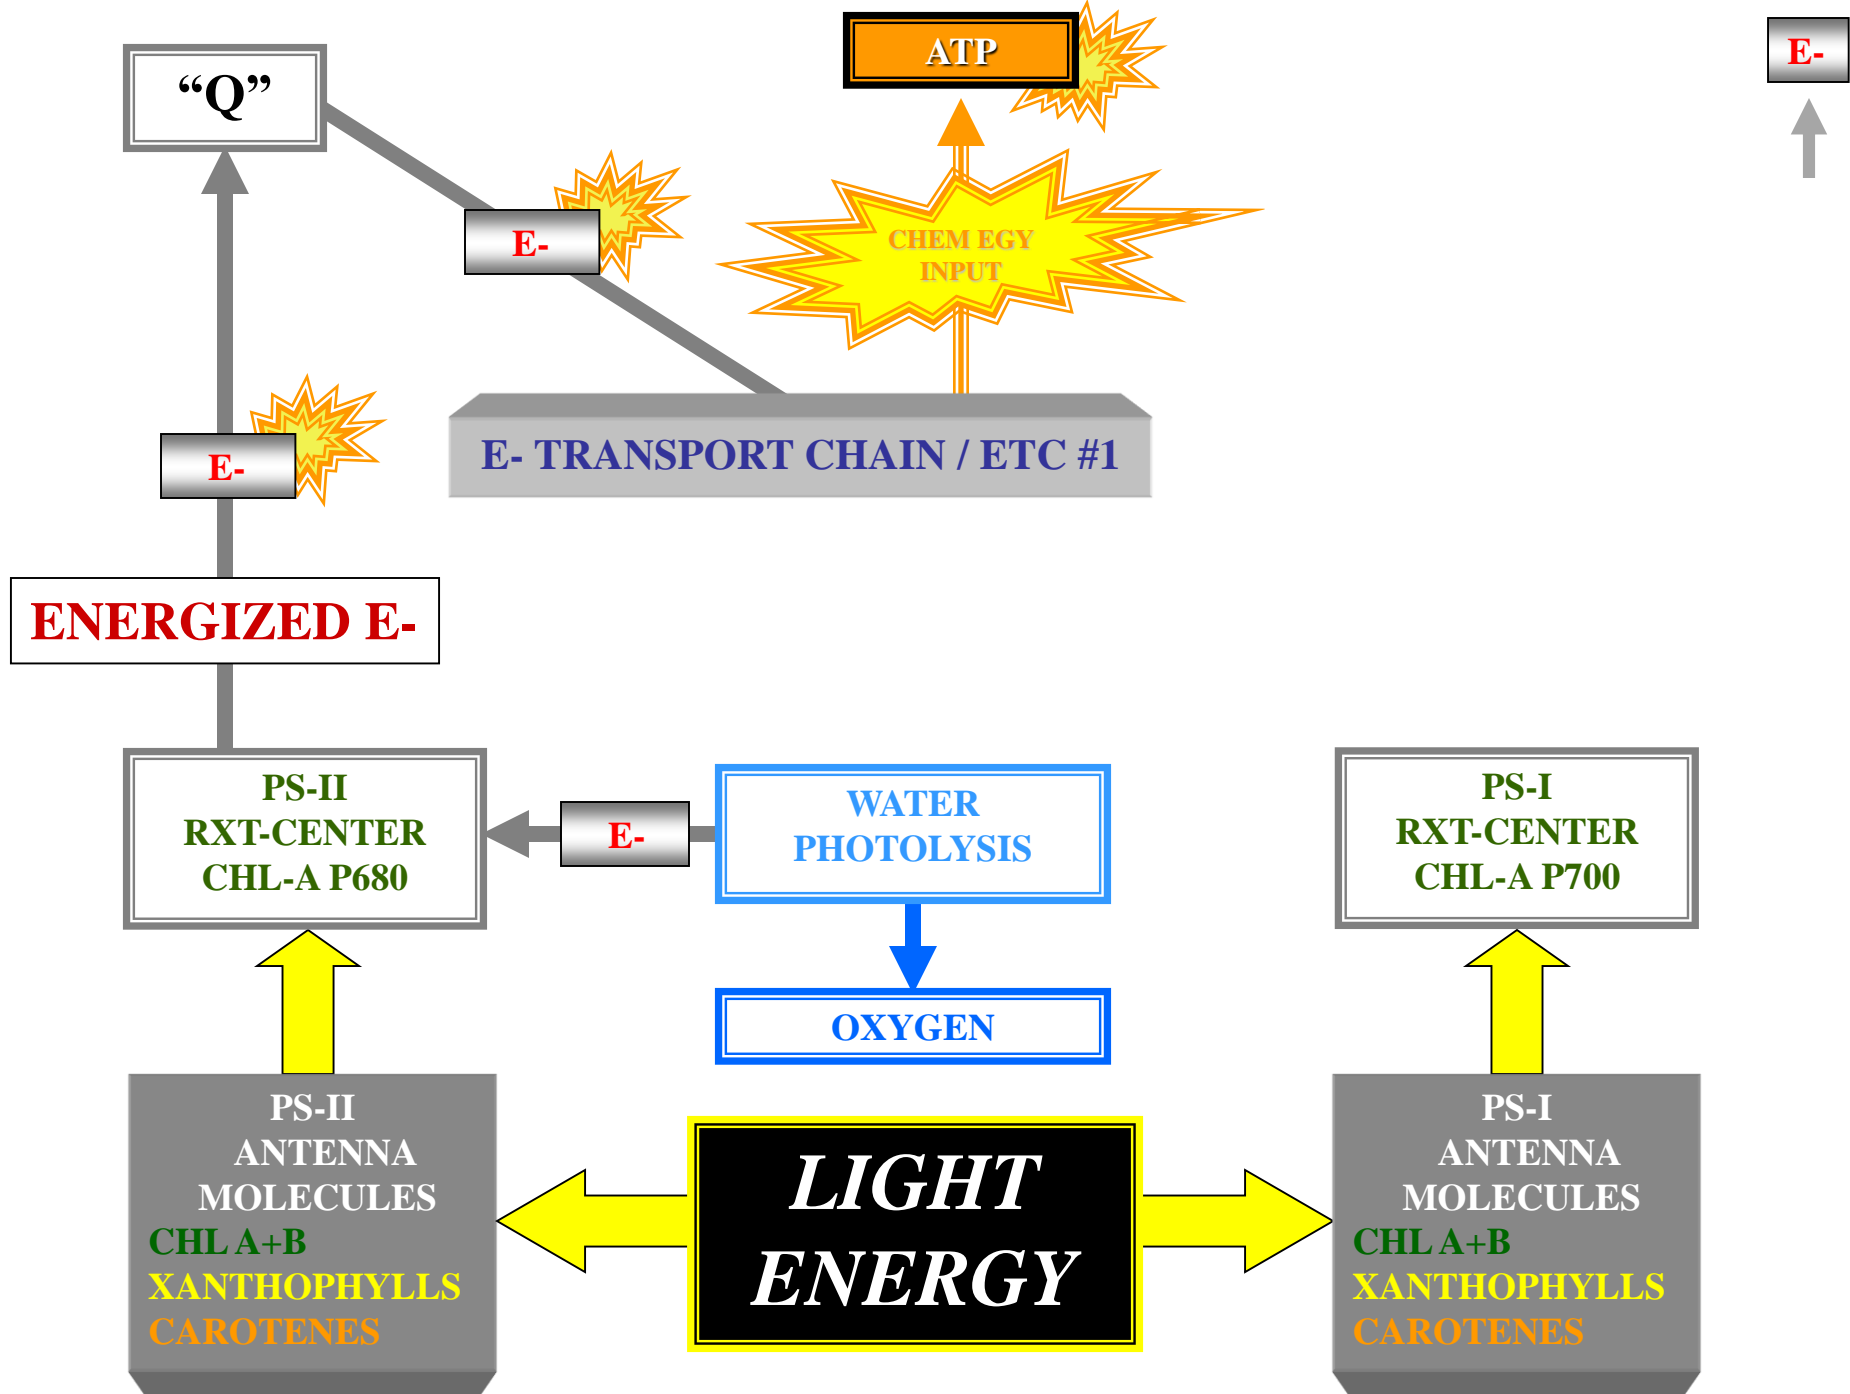 ATP
E-
“Q”
E-
CHEM EGY
INPUT
E- TRANSPORT CHAIN / ETC #1
E-
ENERGIZED E-
PS-II
RXT-CENTER
CHL-A P680
E-
WATER
PHOTOLYSIS
PS-I
RXT-CENTER
CHL-A P700
OXYGEN
PS-II
ANTENNA
MOLECULES
CHL A+B
XANTHOPHYLLS
CAROTENES
LIGHT
ENERGY
PS-I
ANTENNA
MOLECULES
CHL A+B
XANTHOPHYLLS
CAROTENES